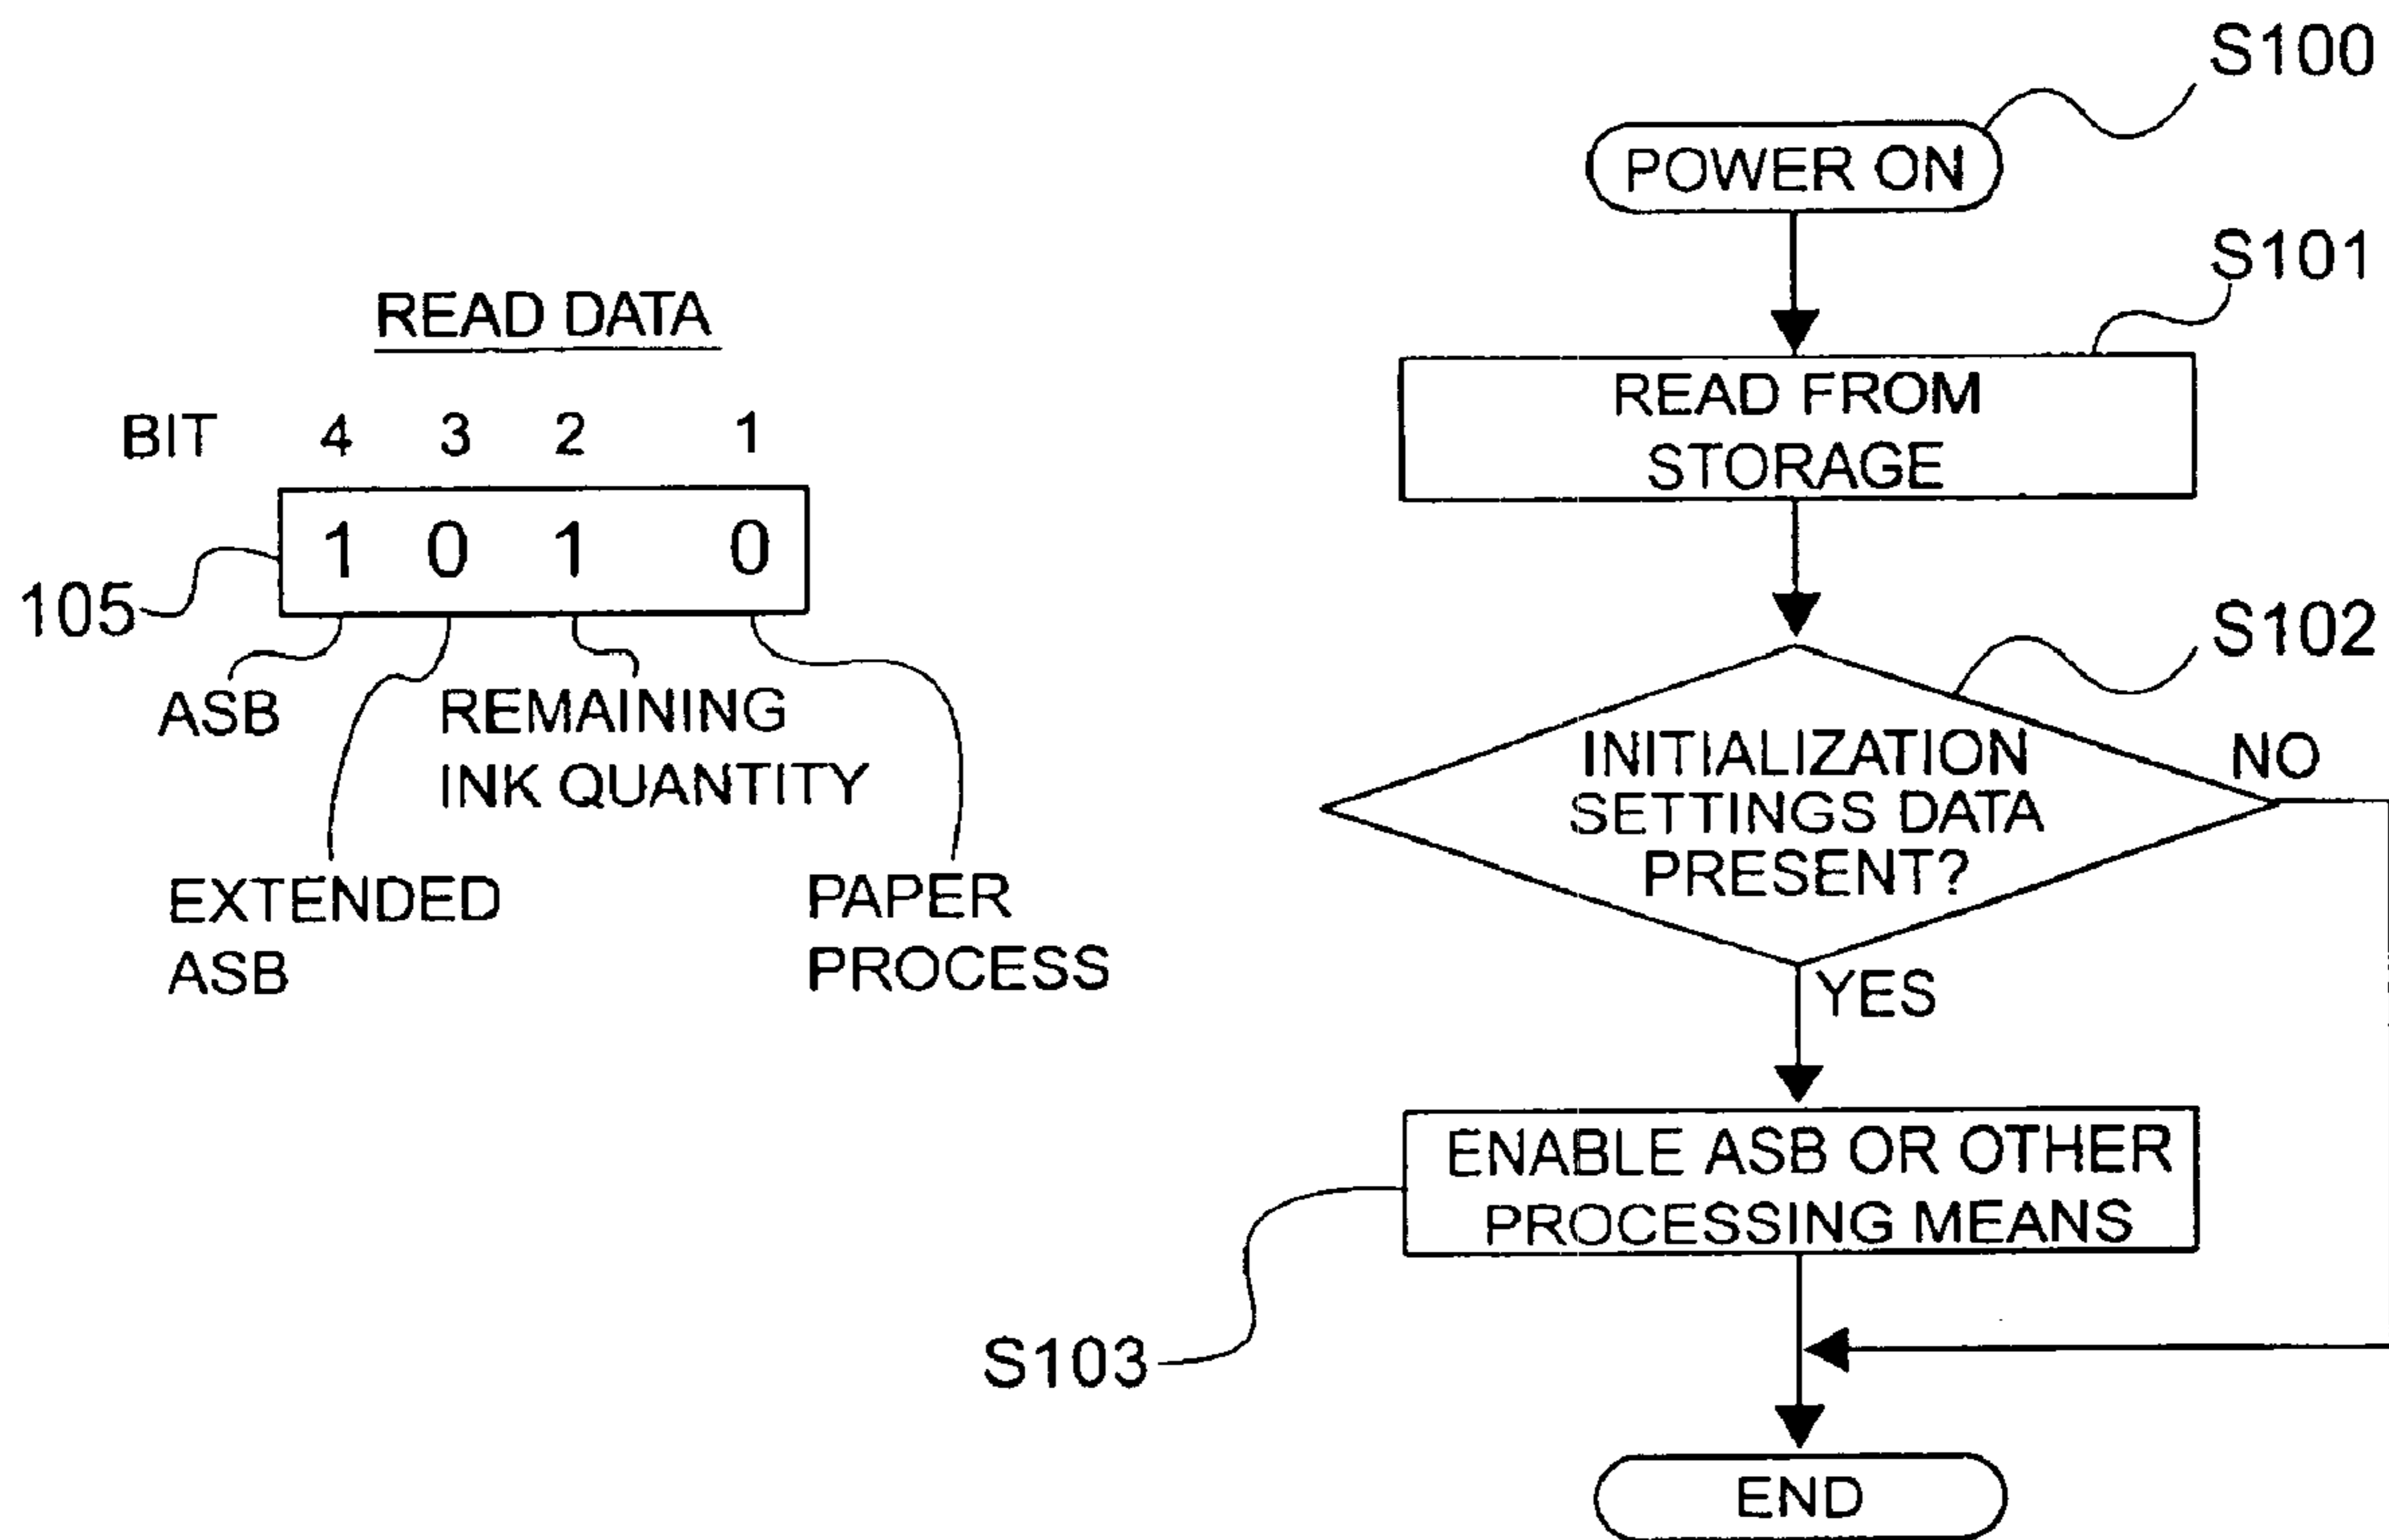 READ DATA
BIT 4 3 2 1
1 0 1 0
105
ASB
REMAINING
INK QUANTITY
EXTENDED
ASB
PAPER
PROCESS
S100
POWER ON
S101
READ FROM
STORAGE
S102
INITIALIZATION
SETTINGS DATA
PRESENT?
NO
YES
ENABLE ASB OR OTHER
PROCESSING MEANS
S103
END